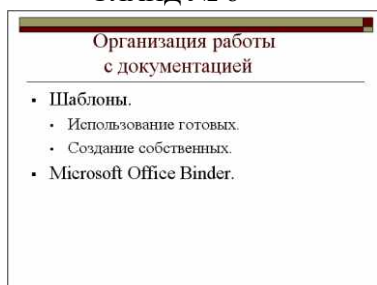 Организация работы
с документацией
Шаблоны.
Использование готовых.
Создание собственных.
Microsoft Office Binder.